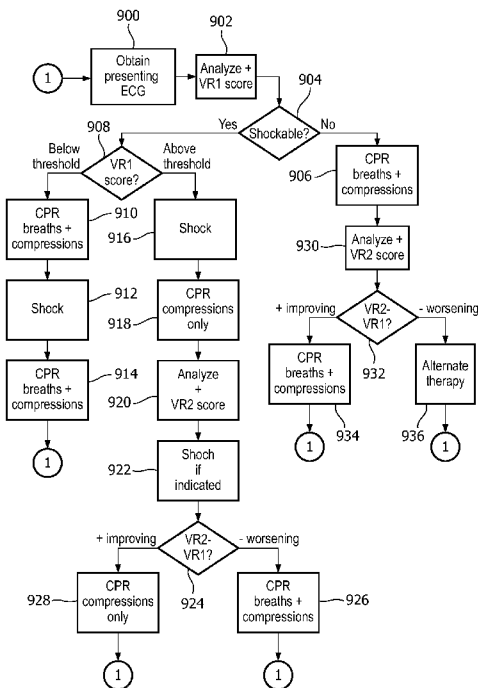 900
902
Obtain
presenting
ECG
1
Analyze +
VR1 score
904
Shockable?
Yes
No
908
Below
threshold
Above
threshold
VR1
score?
906
CPR
breaths +
compressions
CPR
breaths +
compressions
910
916
Shock
930
Analyze +
VR2 score
Shock
912
CPR
compressions
only
918
+ improving
VR2-
VR1?
- worsening
932
CPR
breaths +
compressions
914
Analyze
+
VR2 score
920
CPR
breaths +
compressions
934
Alternate
therapy
936
1
1
1
922
Shoch
if
indicated
+ improving
VR2-
VR1?
- worsening
924
928
CPR
compressions
only
CPR
breaths +
compressions
926
1
1